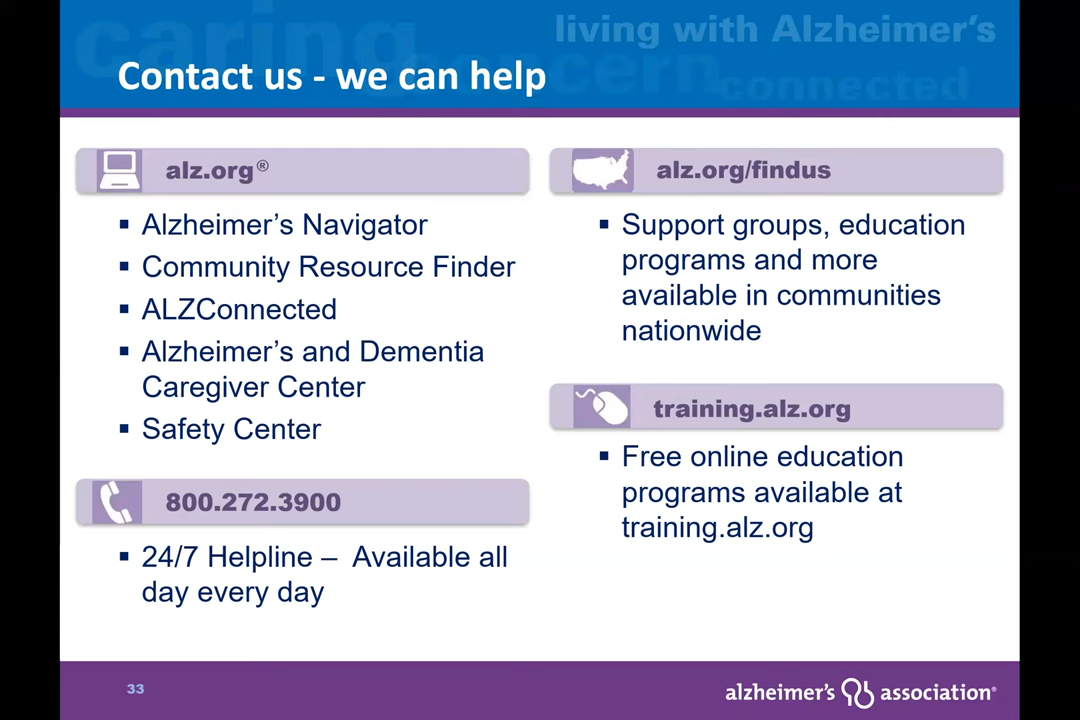 caring
living with Alzheimer's
concern
connected
Contact us - we can help
alz.org®
▪ Alzheimer's Navigator
▪ Community Resource Finder
▪ ALZConnected
▪ Alzheimer's and Dementia
Caregiver Center
▪ Safety Center
800.272.3900
▪ 24/7 Helpline – Available all
day every day
alz.org/findus
▪ Support groups, education
programs and more
available in communities
nationwide
training.alz.org
▪ Free online education
programs available at
training.alz.org
33
alzheimer's association®